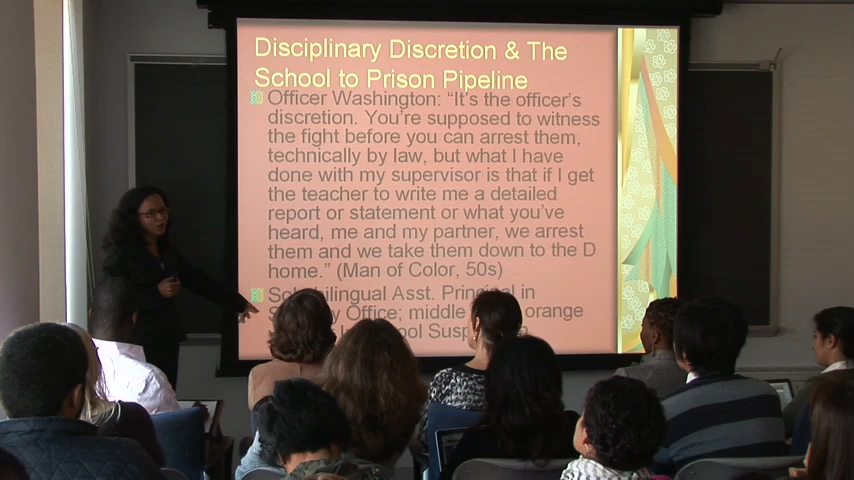 Disciplinary Discretion & The
School to Prison Pipeline
Officer Washington: “It’s the officer’s
discretion. You’re supposed to witness
the fight before you can arrest them,
technically by law, but what I have
done with my supervisor is that if I get
the teacher to write me a detailed
report or statement or what you’ve
heard, me and my partner, we arrest
them and we take them down to the D
home.” (Man of Color, 50s)
bilingual Asst. Principal in
Office; middle orange
Susp